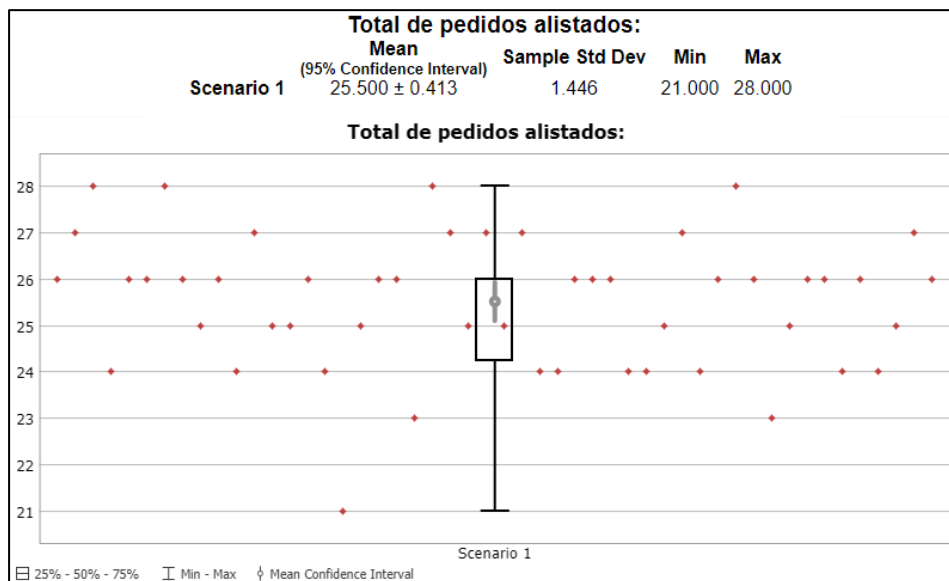 Total de pedidos alistados:
Mean
(95% Confidence Interval) Sample Std Dev Min Max
Scenario 1 25.500 ± 0.413 1.446 21.000 28.000
Total de pedidos alistados:
28
27
26
25
24
23
22
21
Scenario 1
25% - 50% - 75% Min - Max Mean Confidence Interval